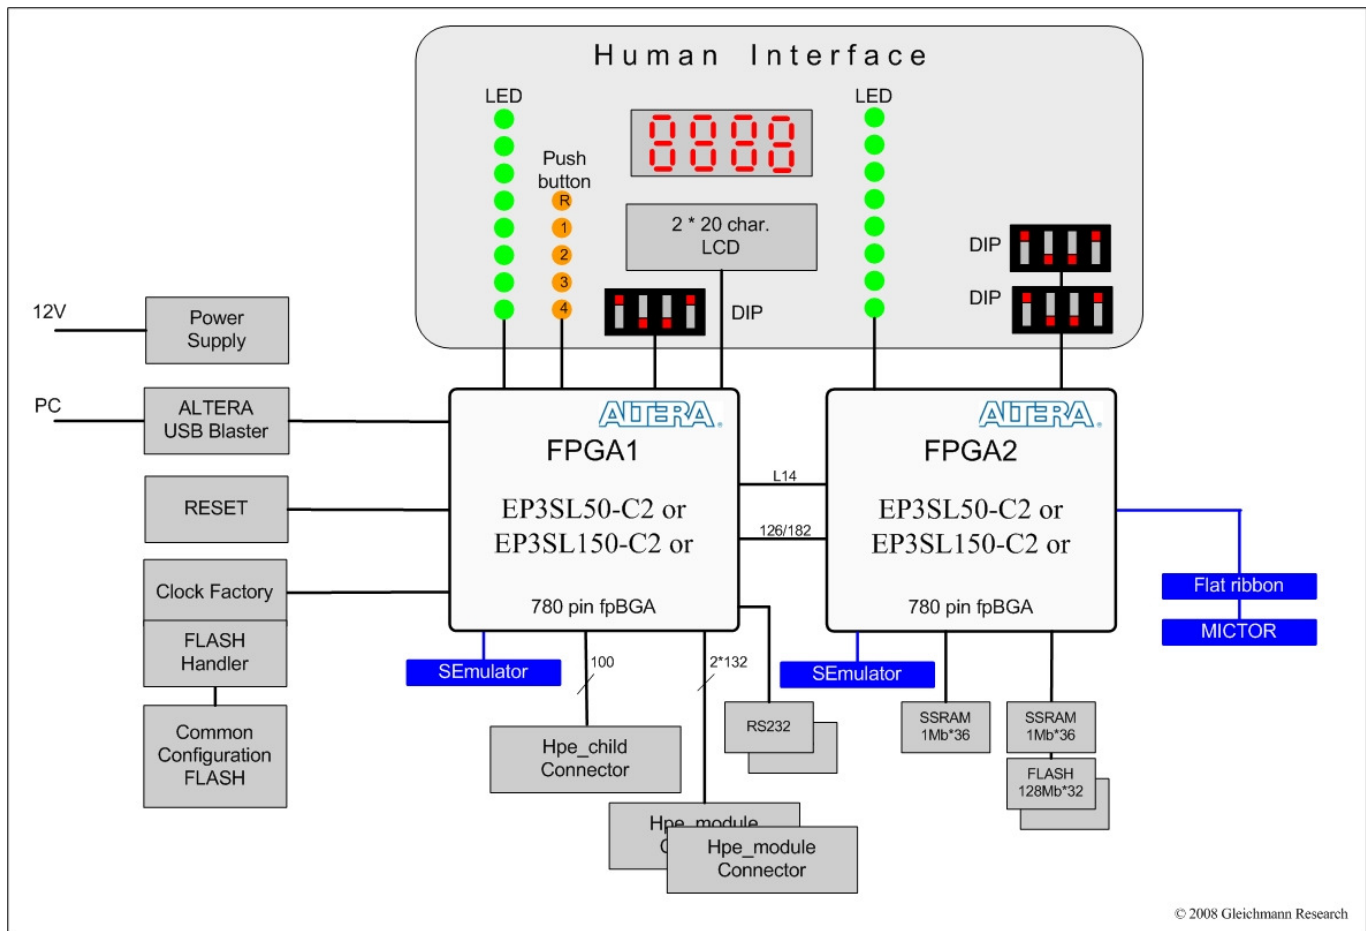 Human Interface
LED
LED
8888
Push
button
R
1
2
3
4
2 * 20 char.
LCD
DIP
DIP
DIP
12V
Power
Supply
PC
ALTERA
USB Blaster
RESET
Clock Factory
FLASH
Handler
Common
Configuration
FLASH
ALTERA.
FPGA1
EP3SL50-C2 or
EP3SL150-C2 or
780 pin fpBGA
L14
126/182
ALTERA.
FPGA2
EP3SL50-C2 or
EP3SL150-C2 or
780 pin fpBGA
Flat ribbon
MICTOR
SEmulator
100
2*132
SEmulator
Hpe_child
Connector
RS232
SSRAM
1Mb*36
SSRAM
1Mb*36
FLASH
128Mb*32
Hpe_module
Hpe_module
Connector
© 2008 Gleichmann Research